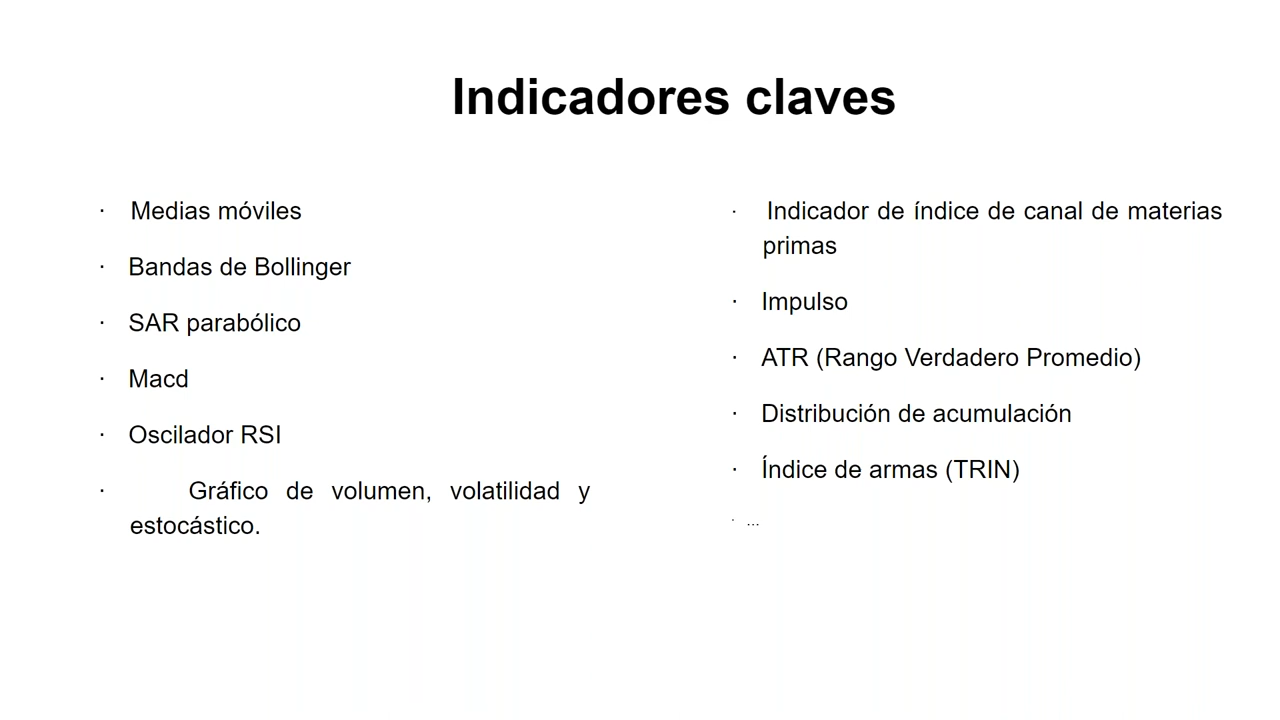 Indicadores claves
· Medias móviles
· Bandas de Bollinger
· SAR parabólico
· Macd
· Oscilador RSI
· Gráfico de volumen, volatilidad y
estocástico.
· Indicador de índice de canal de materias
primas
· Impulso
· ATR (Rango Verdadero Promedio)
· Distribución de acumulación
· Índice de armas (TRIN)
· ...